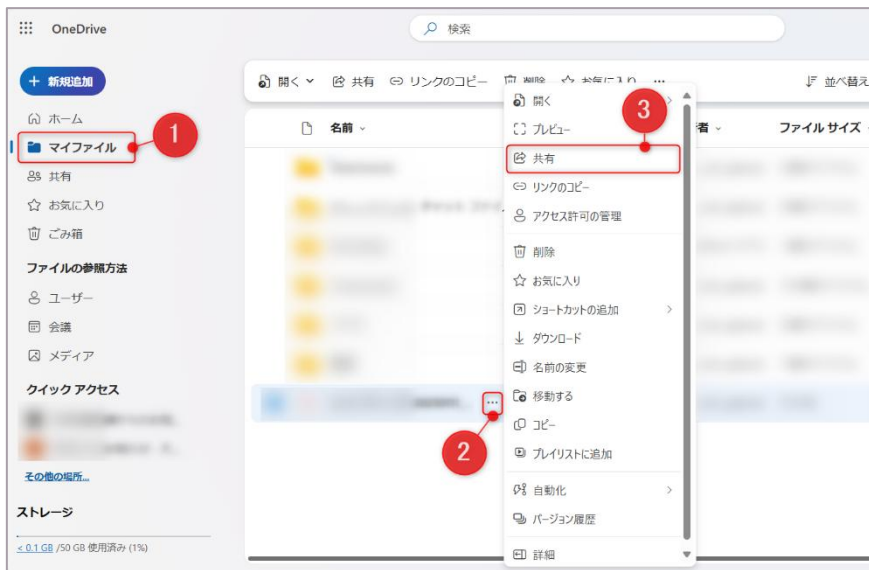 OneDrive
検索
+ 新規追加
ホーム
マイファイル
共有
お気に入り
ごみ箱
ファイルの参照方法
ユーザー
会議
メディア
クイック アクセス
その他の場所...
ストレージ
< 0.1 GB /50 GB 使用済み (1%)
1
開く 共有 リンクのコピー 削除 お気に入り ...
並べ替え
名前
者
ファイル サイズ
...
2
3
開く
プレビュー
共有
リンクのコピー
アクセス許可の管理
削除
お気に入り
ショートカットの追加
ダウンロード
名前の変更
移動する
コピー
プレイリストに追加
自動化
バージョン履歴
詳細